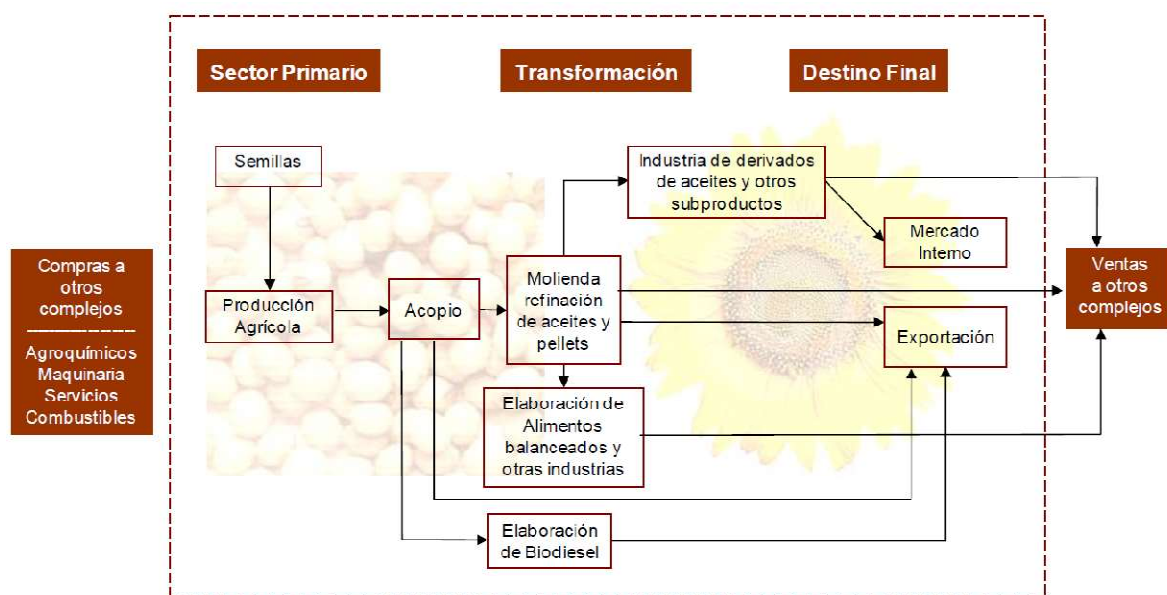 Sector Primario
Transformación
Destino Final
Semillas
Industria de derivados
de aceites y otros
subproductos
Mercado
Interno
Compras a
otros
complejos
--------------------
Agroquímicos
Maquinaria
Servicios
Combustibles
Producción
Agrícola
Acopio
Molienda
refinación
de aceites y
pellets
Exportación
Ventas
a otros
complejos
Elaboración de
Alimentos
balanceados y
otras industrias
Elaboración
de Biodiesel